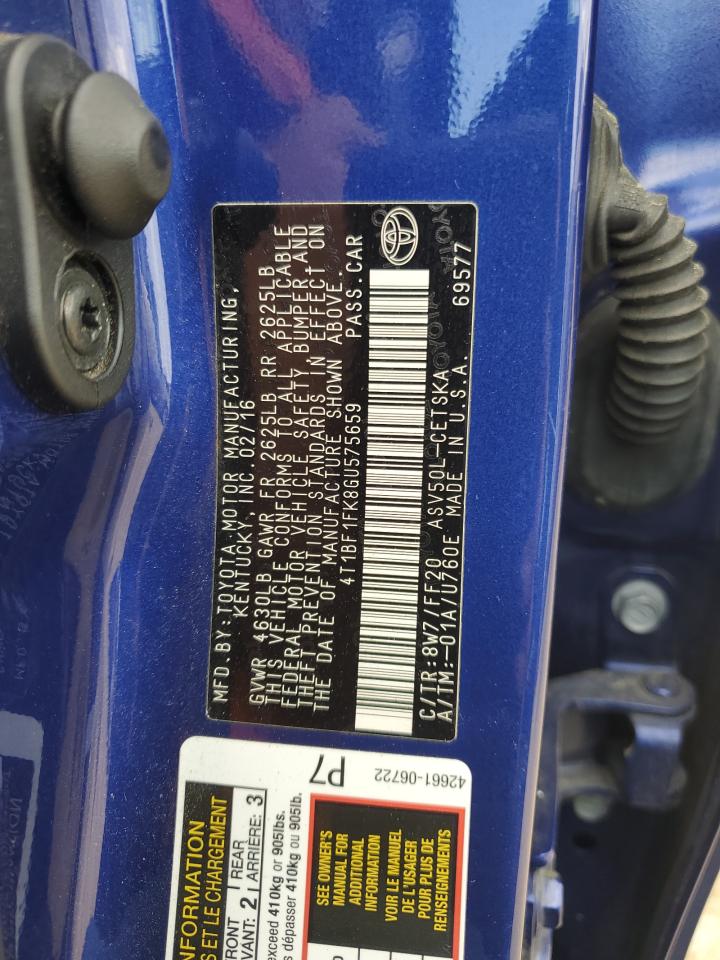 MFD.BY:TOYOTA MOTOR MANUFACTURING,
KENTUCKY, INC 02/16
GVWR 4630LB GAWR FR 2625LB RR 2625LB
THIS VEHICLE CONFORMS TO ALL APPLICABLE
FEDERAL MOTOR VEHICLE SAFETY BUMPER,AND
THEFT PREVENTION STANDARDS IN EFFECT ON
THE DATE OF MANUFACTURE SHOWN ABOVE.
4T1BF1FK8GU575659 PASS.CAR
C/TR:8W7/FF20 ASV50L-CETSKA
A/TM:-01A/U760E MADE IN U.S.A. 69577
INFORMATION
S ET LE CHARGEMENT
FRONT
AVANT: 2
REAR
ARRIÈRE: 3
exceed 410kg or 905lbs.
s dépasser 410kg ou 905lb.
P7
42661-06722
SEE OWNER'S
MANUAL FOR
ADDITIONAL
INFORMATION
VOIR LE MANUEL
DE L'USAGER
POUR PLUS DE
RENSEIGNEMENTS